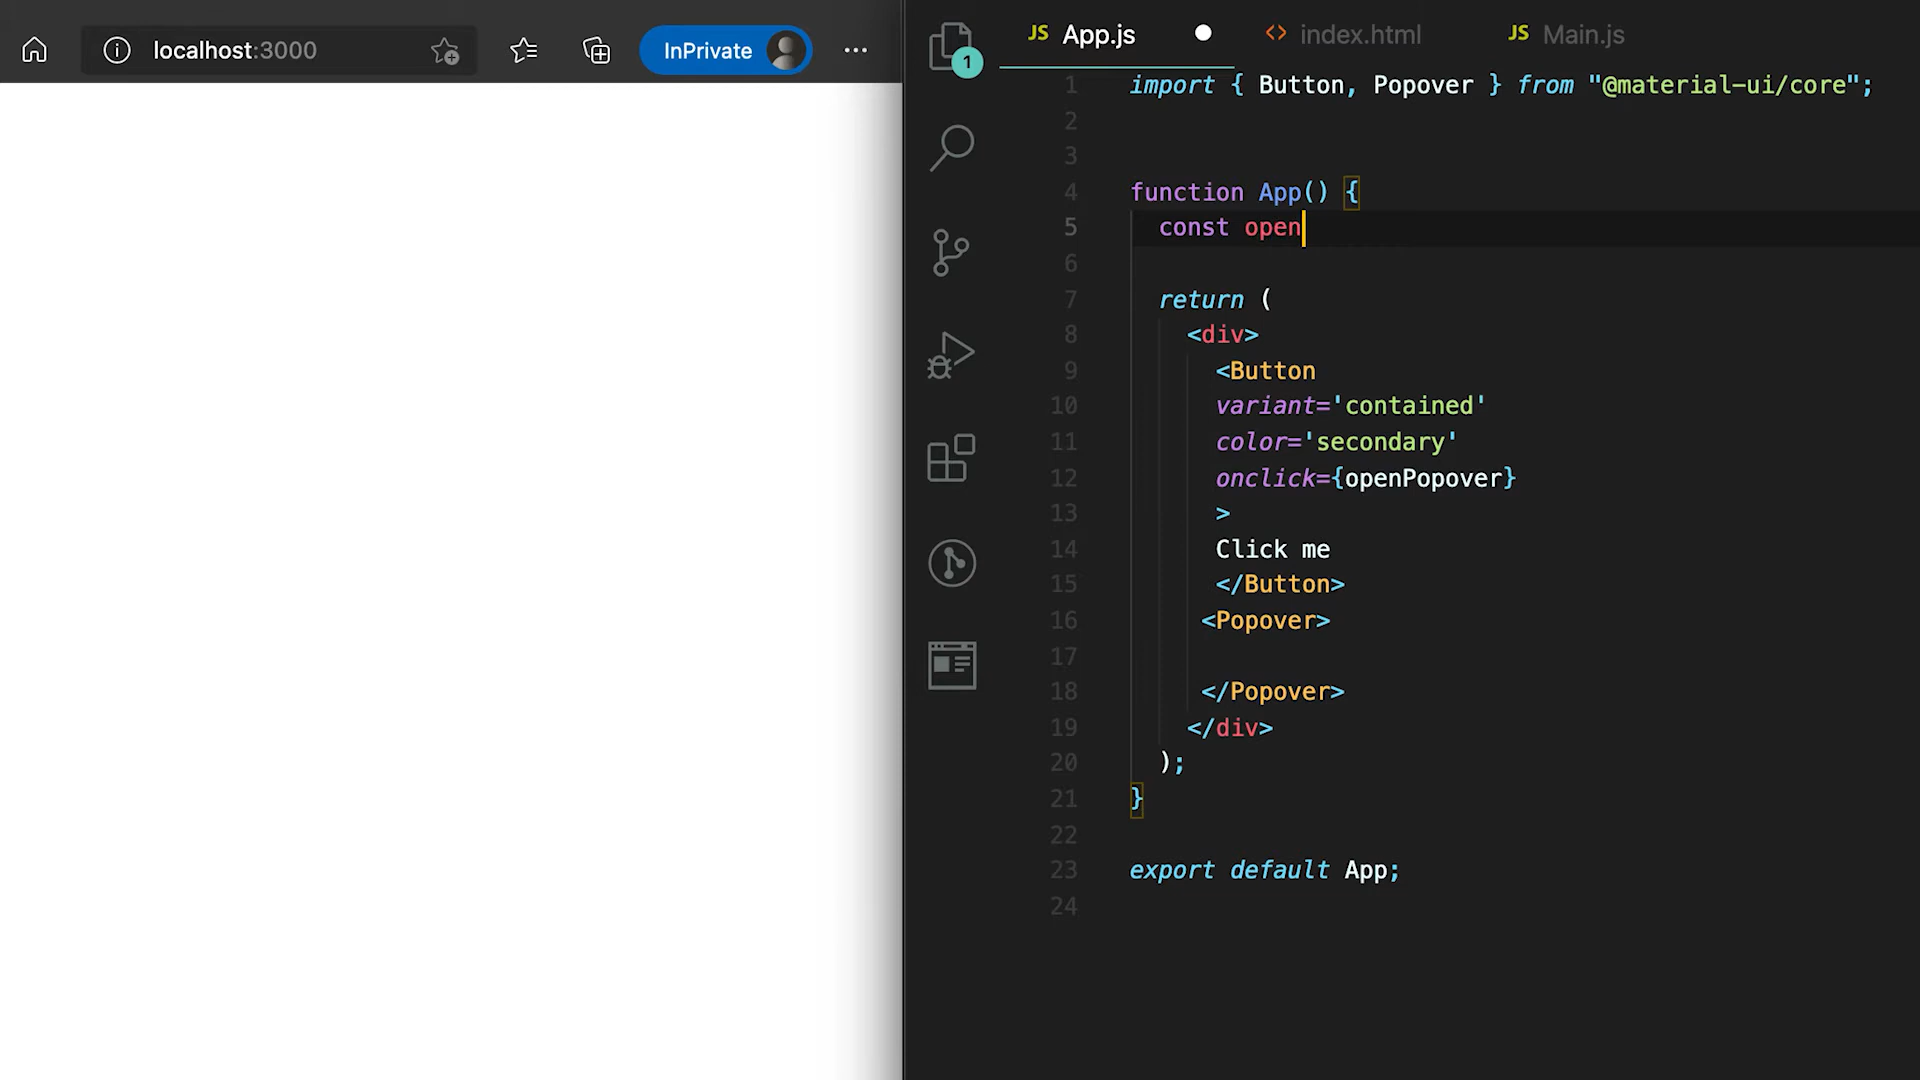 localhost:3000
InPrivate
1
JS App.js
index.html
JS Main.js
1 import { Button, Popover } from "@material-ui/core";
2
3
4 function App() {
5 const open
6
7 return (
8 <div>
9 <Button
10 variant='contained'
11 color='secondary'
12 onclick={openPopover}
13 >
14 Click me
15 </Button>
16 <Popover>
17
18 </Popover>
19 </div>
20 );
21 }
22
23 export default App;
24